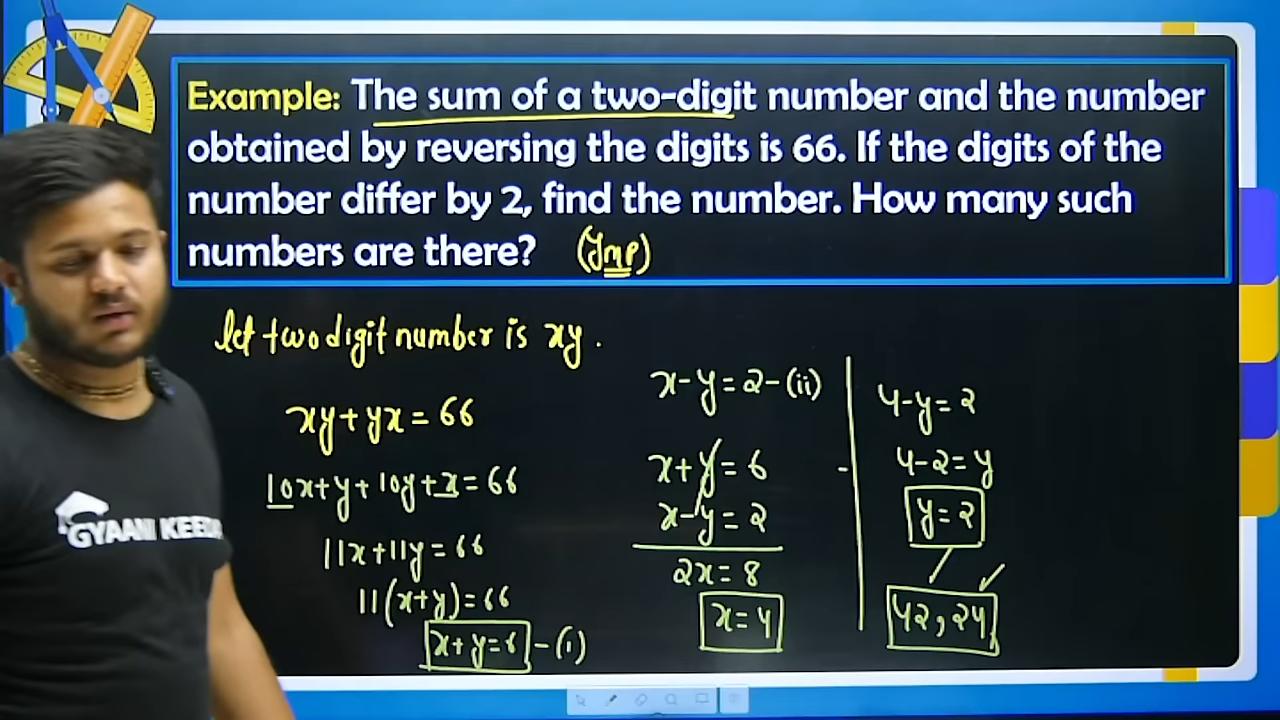 Example: The sum of a two-digit number and the number
obtained by reversing the digits is 66. If the digits of the
number differ by 2, find the number. How many such
numbers are there? (Imp)
let two digit number is xy.
xy+yx=66
10x+y+10y+x=66
11x+11y=66
11(x+y)=66
x+y=6 -(i)
x-y=2-(ii)
x+y=6
x-y=2
2x=8
x=4
4-y=2
4-2=y
y=2
42, 24
GYAANI KEEDA